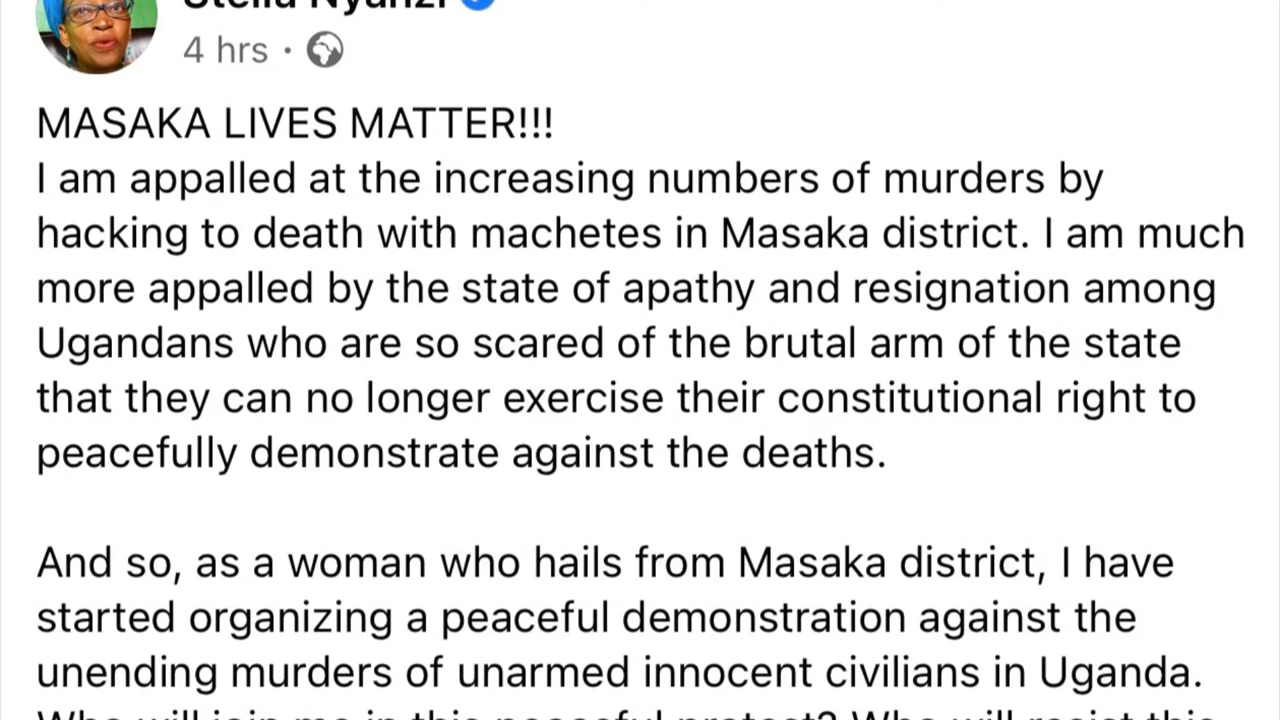 Stella Nyanzi
4 hrs ·
MASAKA LIVES MATTER!!!
I am appalled at the increasing numbers of murders by
hacking to death with machetes in Masaka district. I am much
more appalled by the state of apathy and resignation among
Ugandans who are so scared of the brutal arm of the state
that they can no longer exercise their constitutional right to
peacefully demonstrate against the deaths.
And so, as a woman who hails from Masaka district, I have
started organizing a peaceful demonstration against the
unending murders of unarmed innocent civilians in Uganda.
Who will join me in this peaceful protest? Who will resist this